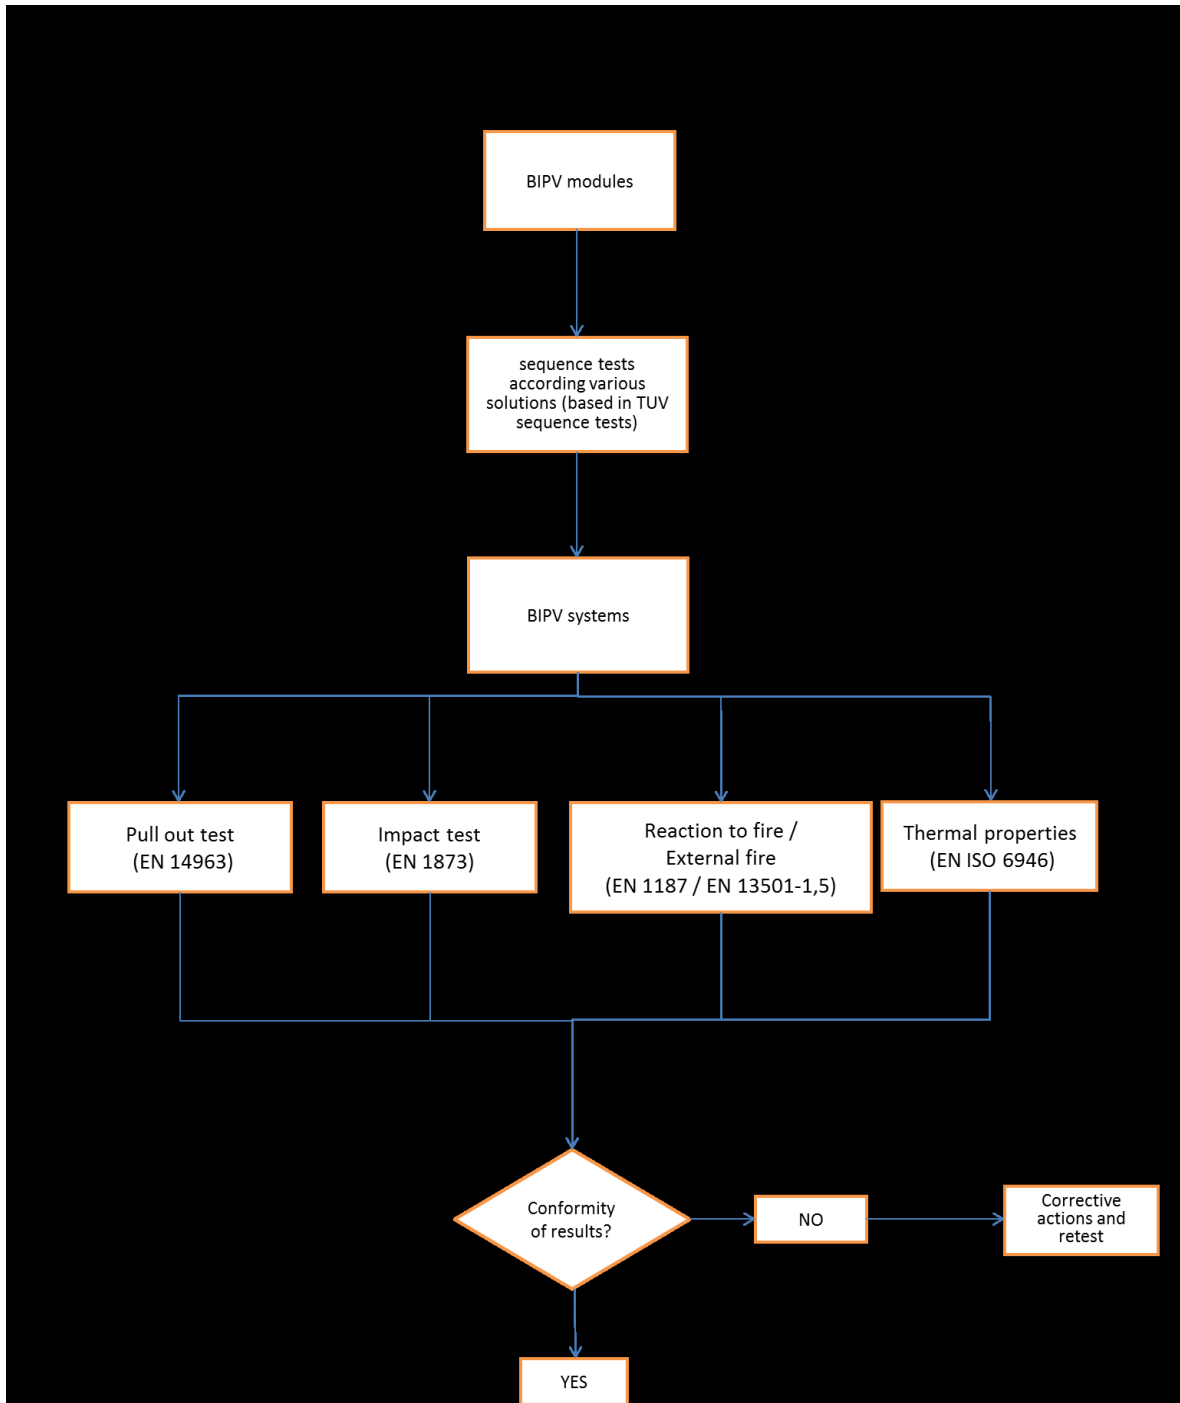 BIPV modules
sequence tests
according various
solutions (based in TUV
sequence tests)
BIPV systems
Pull out test
(EN 14963)
Impact test
(EN 1873)
Reaction to fire /
External fire
(EN 1187 / EN 13501-1,5)
Thermal properties
(EN ISO 6946)
Conformity
of results?
NO
Corrective
actions and
retest
YES